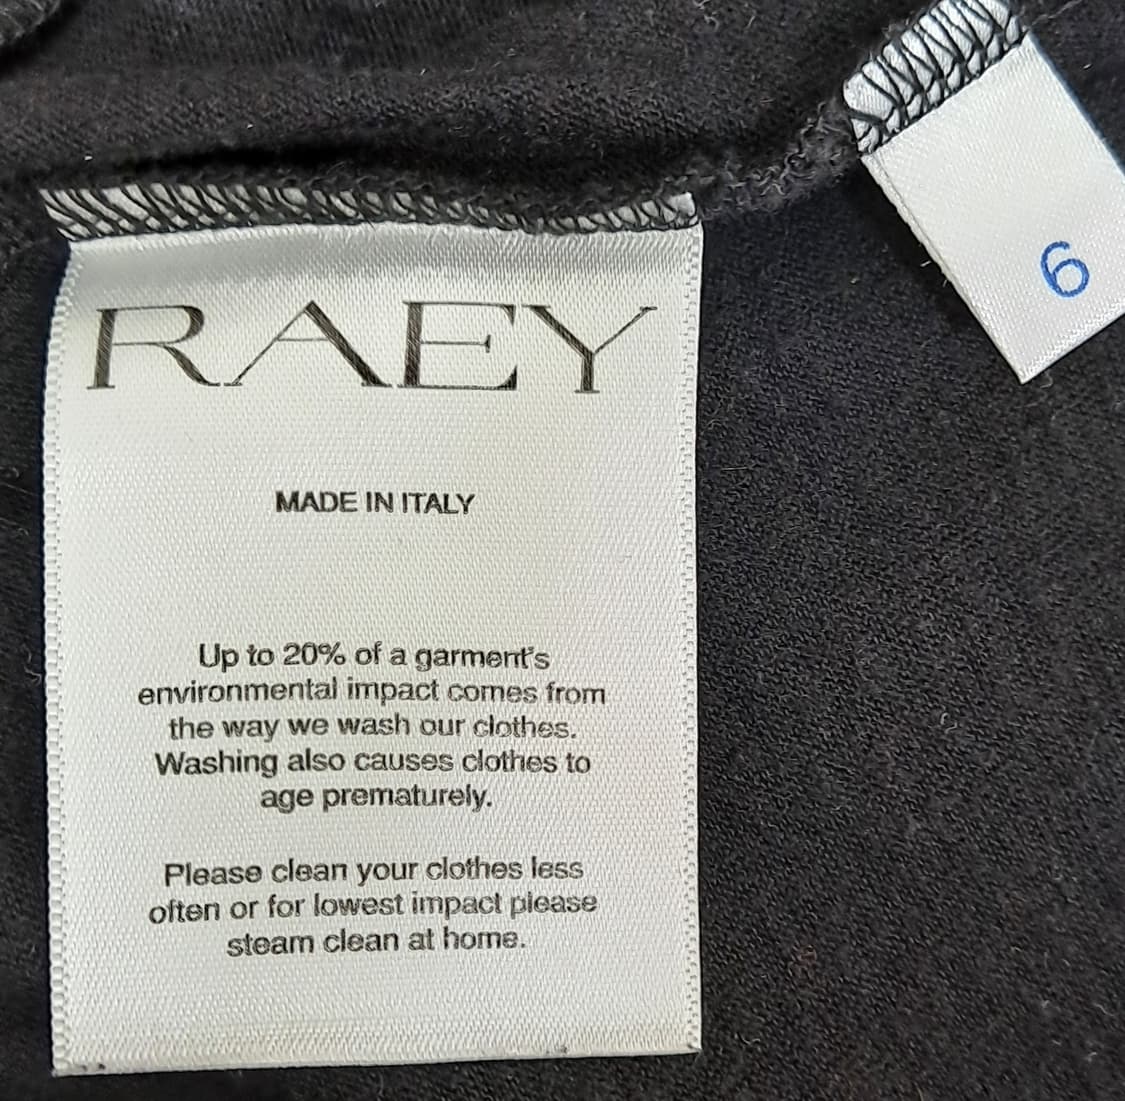 RAEY
MADE IN ITALY
Up to 20% of a garment's
environmental impact comes from
the way we wash our clothes.
Washing also causes clothes to
age prematurely.
Please clean your clothes less
often or for lowest impact please
steam clean at home.
6